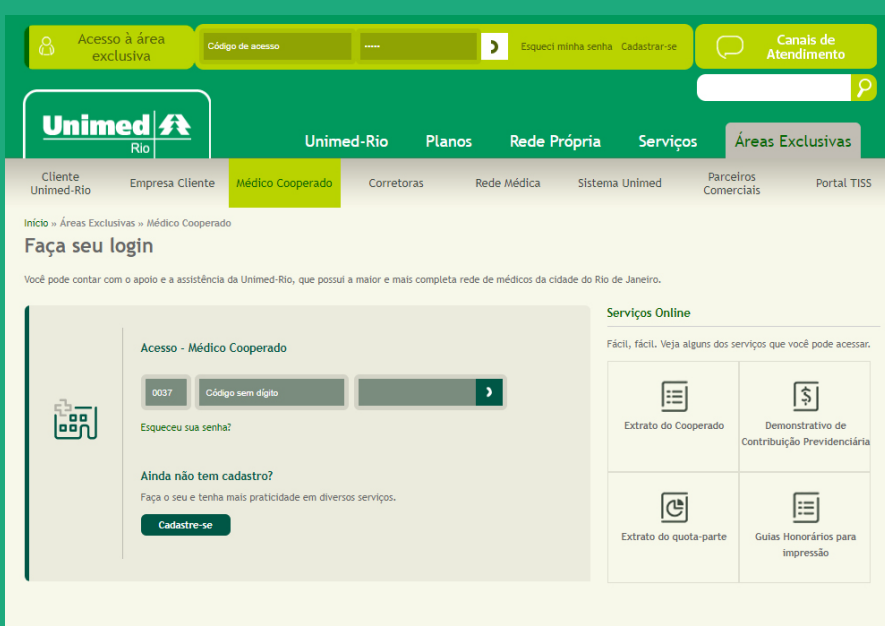 Acesso à área
exclusiva
Código de acesso
•••••
Esqueci minha senha Cadastrar-se
Canais de
Atendimento
Unimed
Rio
Unimed-Rio Planos Rede Própria Serviços Áreas Exclusivas
Cliente
Unimed-Rio
Empresa Cliente
Médico Cooperado
Corretoras
Rede Médica
Sistema Unimed
Parceiros
Comerciais
Portal TISS
Início » Áreas Exclusivas » Médico Cooperado
Faça seu login
Você pode contar com o apoio e a assistência da Unimed-Rio, que possui a maior e mais completa rede de médicos da cidade do Rio de Janeiro.
Acesso - Médico Cooperado
0037 Código sem dígito
Esqueceu sua senha?
Ainda não tem cadastro?
Faça o seu e tenha mais praticidade em diversos serviços.
Cadastre-se
Serviços Online
Fácil, fácil. Veja alguns dos serviços que você pode acessar.
Extrato do Cooperado
Demonstrativo de
Contribuição Previdenciária
Extrato do quota-parte
Guias Honorários para
impressão